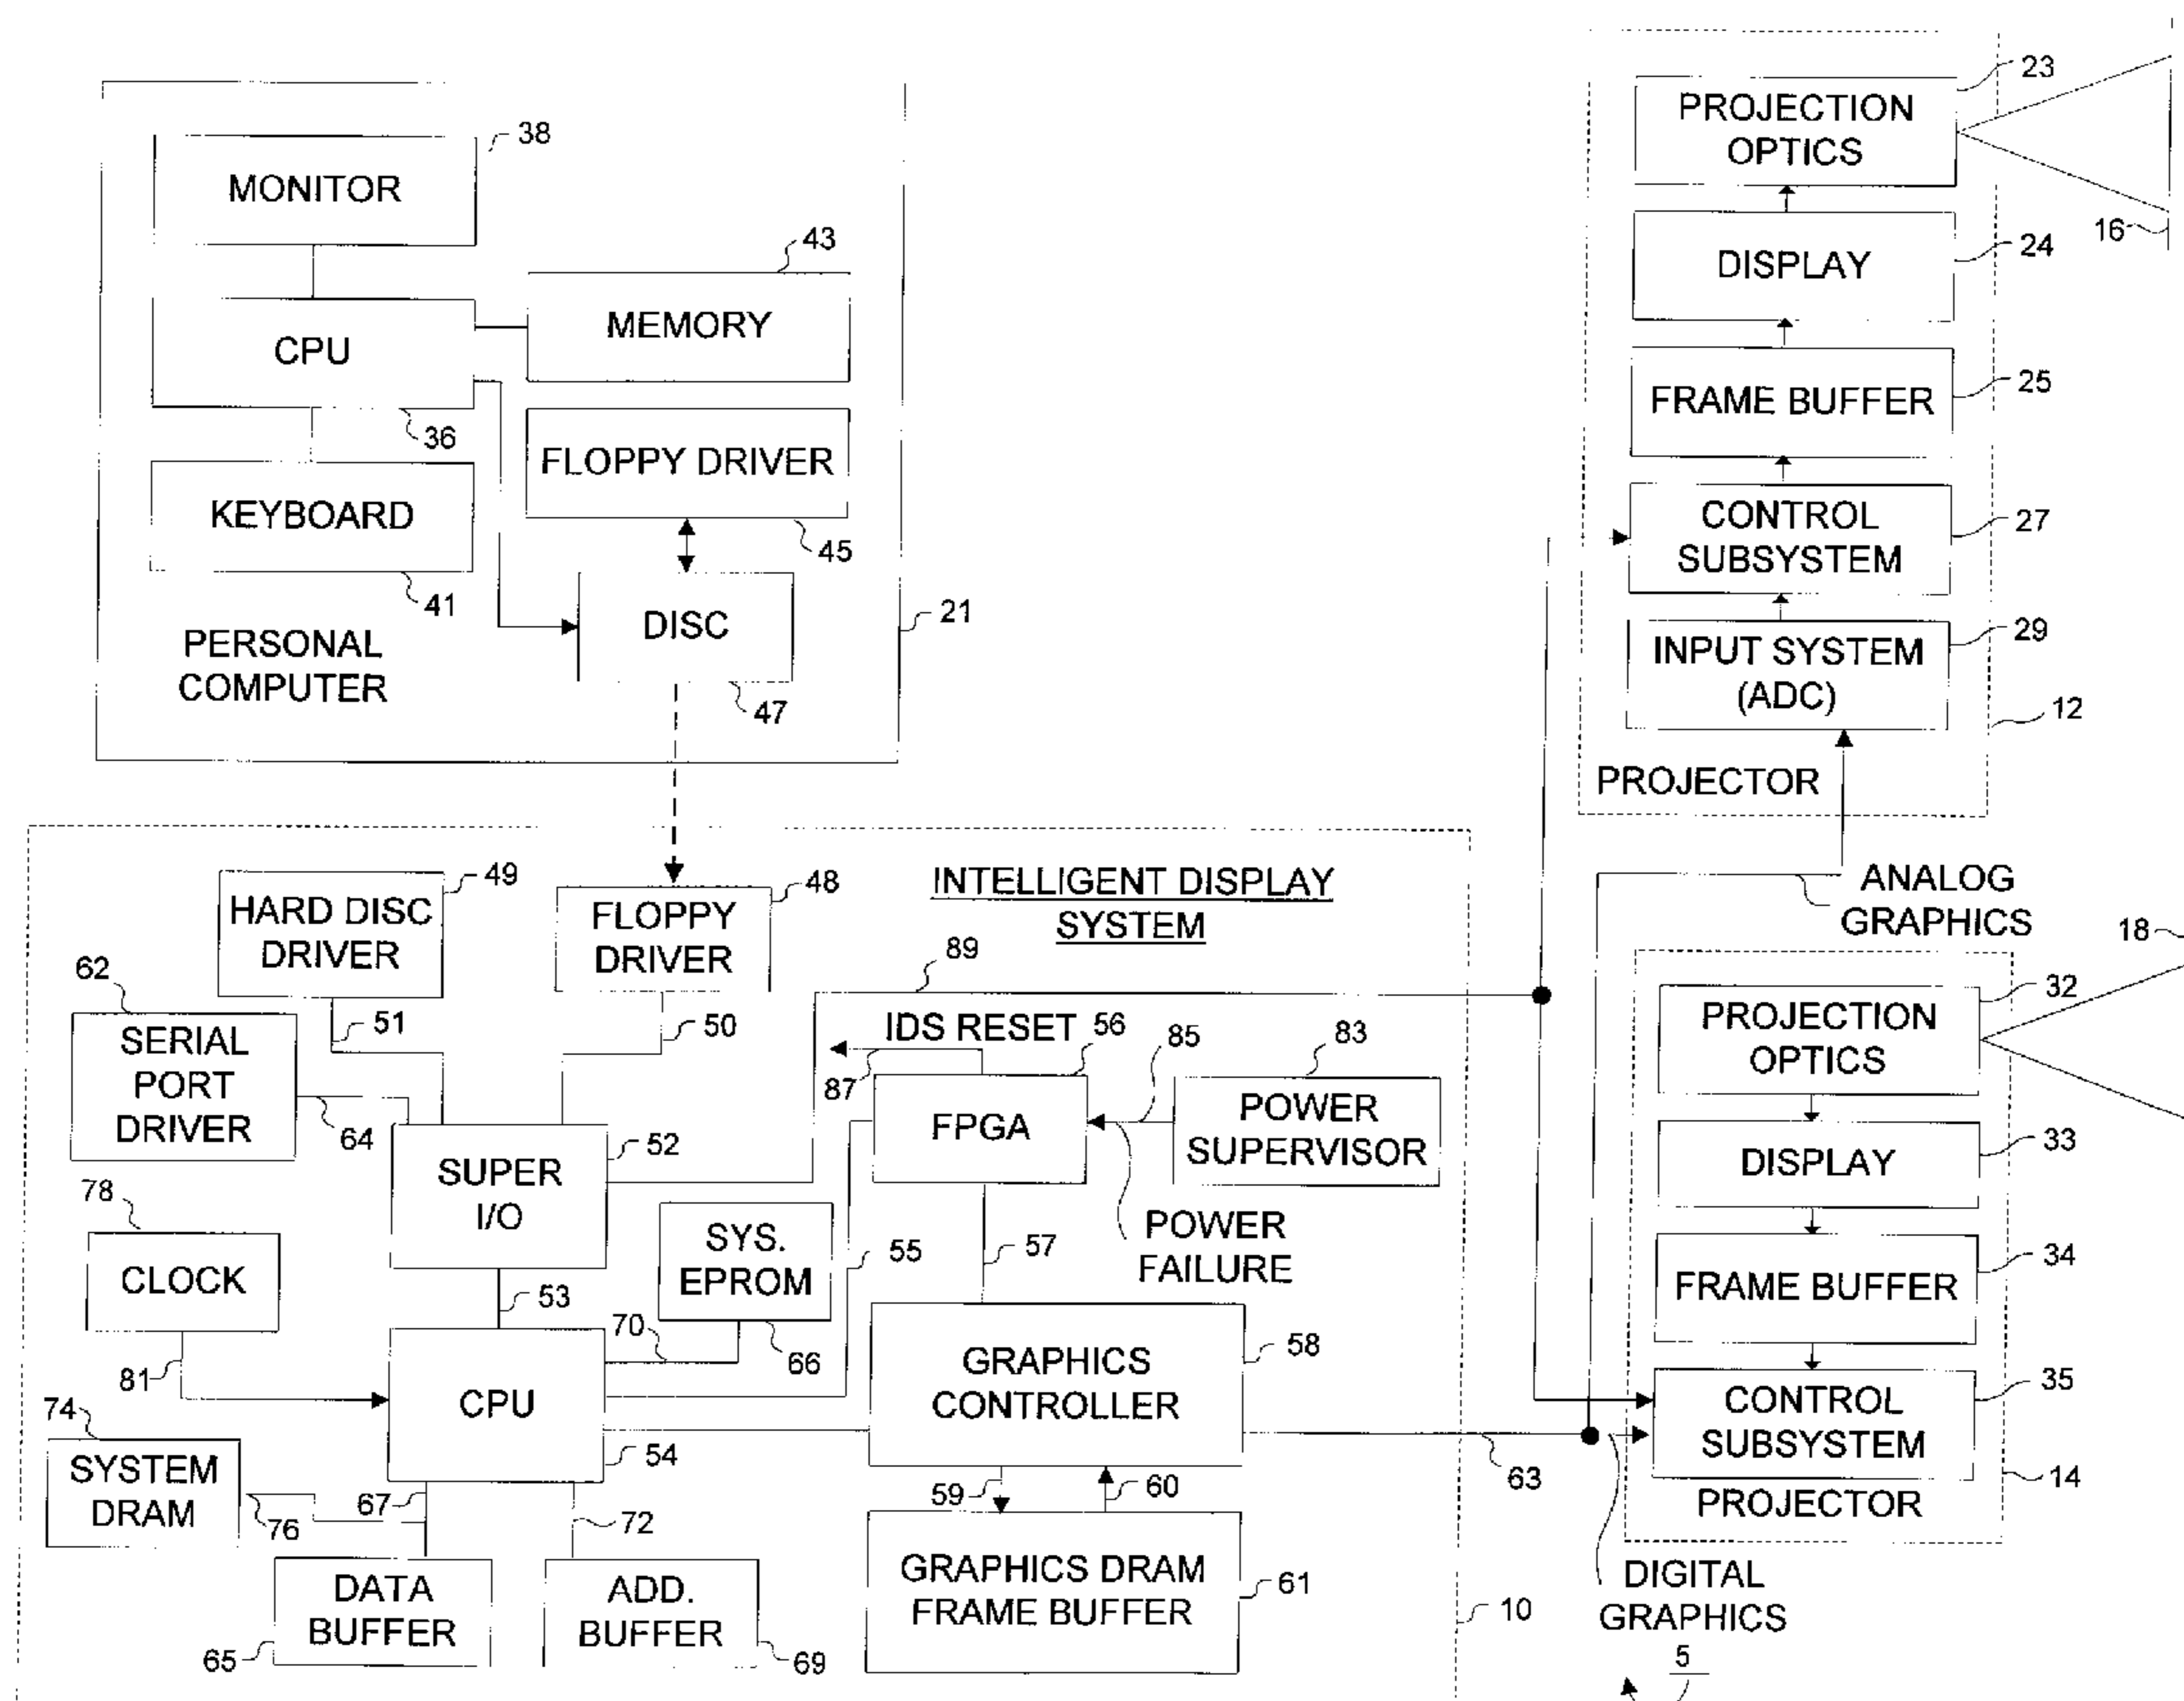 38
MONITOR
43
MEMORY
CPU
36
FLOPPY DRIVER
45
KEYBOARD
41
DISC
47
PERSONAL
COMPUTER
21
23
PROJECTION
OPTICS
16
24
DISPLAY
25
FRAME BUFFER
27
CONTROL
SUBSYSTEM
29
INPUT SYSTEM
(ADC)
12
PROJECTOR
ANALOG
GRAPHICS
18
INTELLIGENT DISPLAY
SYSTEM
49
HARD DISC
DRIVER
48
FLOPPY
DRIVER
62
SERIAL
PORT
DRIVER
51
50
64
89
IDS RESET
56
85
83
87
FPGA
POWER
SUPERVISOR
52
SUPER
I/O
POWER
FAILURE
78
CLOCK
SYS.
EPROM
55
57
53
70
66
81
CPU
54
58
GRAPHICS
CONTROLLER
63
74
SYSTEM
DRAM
76
67
72
59
60
DATA
BUFFER
65
ADD.
BUFFER
69
GRAPHICS DRAM
FRAME BUFFER
61
10
32
PROJECTION
OPTICS
33
DISPLAY
34
FRAME BUFFER
35
CONTROL
SUBSYSTEM
14
PROJECTOR
DIGITAL
GRAPHICS
5